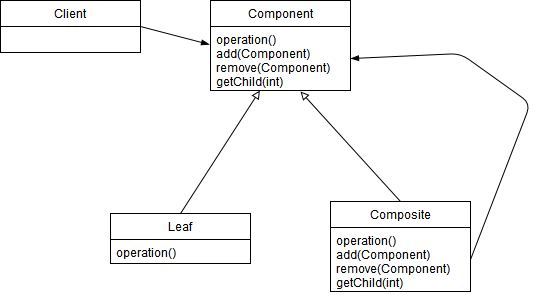 Client
Component
operation()
add(Component)
remove(Component)
getChild(int)
Leaf
operation()
Composite
operation()
add(Component)
remove(Component)
getChild(int)